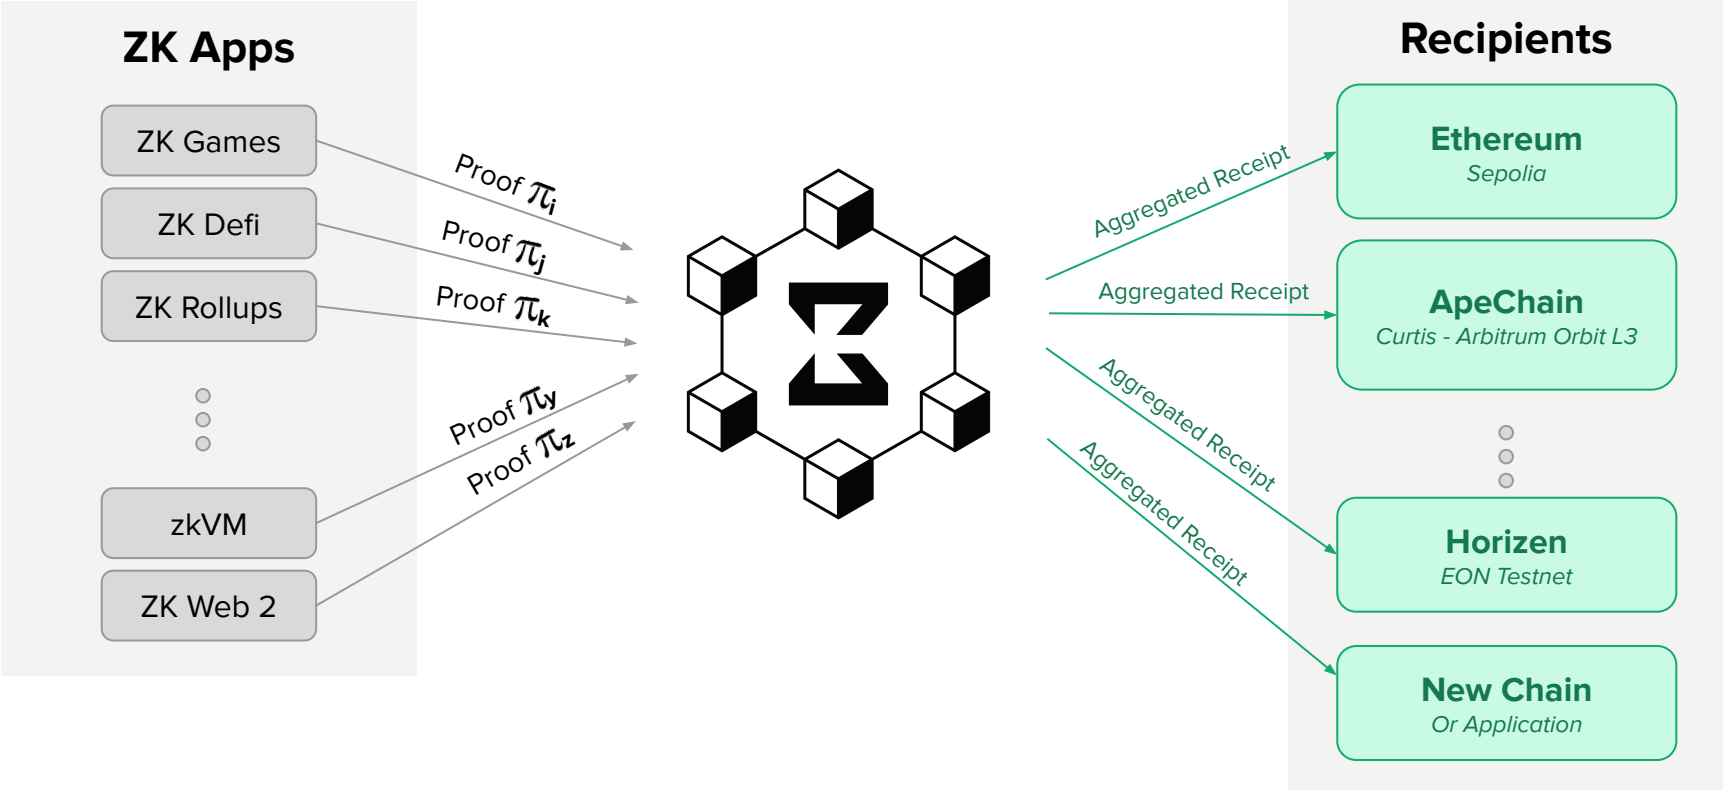 ZK Apps
ZK Games
ZK Defi
ZK Rollups
zkVM
ZK Web 2
Proof πi
Proof πj
Proof πk
Proof πy
Proof πz
Aggregated Receipt
Aggregated Receipt
Aggregated Receipt
Aggregated Receipt
Recipients
Ethereum
Sepolia
ApeChain
Curtis - Arbitrum Orbit L3
Horizen
EON Testnet
New Chain
Or Application